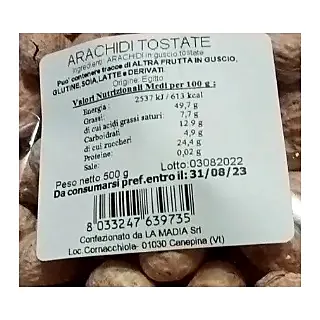 ARACHIDI TOSTATE
Ingredienti: ARACHIDI in guscio tostate
Puo' contenere tracce di ALTRA FRUTTA IN GUSCIO,
GLUTINE,SOIA,LATTE e DERIVATI.
Origine: Egitto
Valori Nutrizionali Medi per 100 g :
Energia : 2537 kJ / 613 kcal
Grassi: 49,7 g
di cui acidi grassi saturi: 7,7 g
Carboidrati 12,9 g
di cui zuccheri 4,9 g
Proteine: 24,4 g
Sale: 0,02 g
Peso netto 500 g Lotto:03082022
Da consumarsi pref.entro il: 31/08/23
8 033247 639735
Confezionato da LA MADIA Srl
Loc.Cornacchiola- 01030 Canepina (Vt)